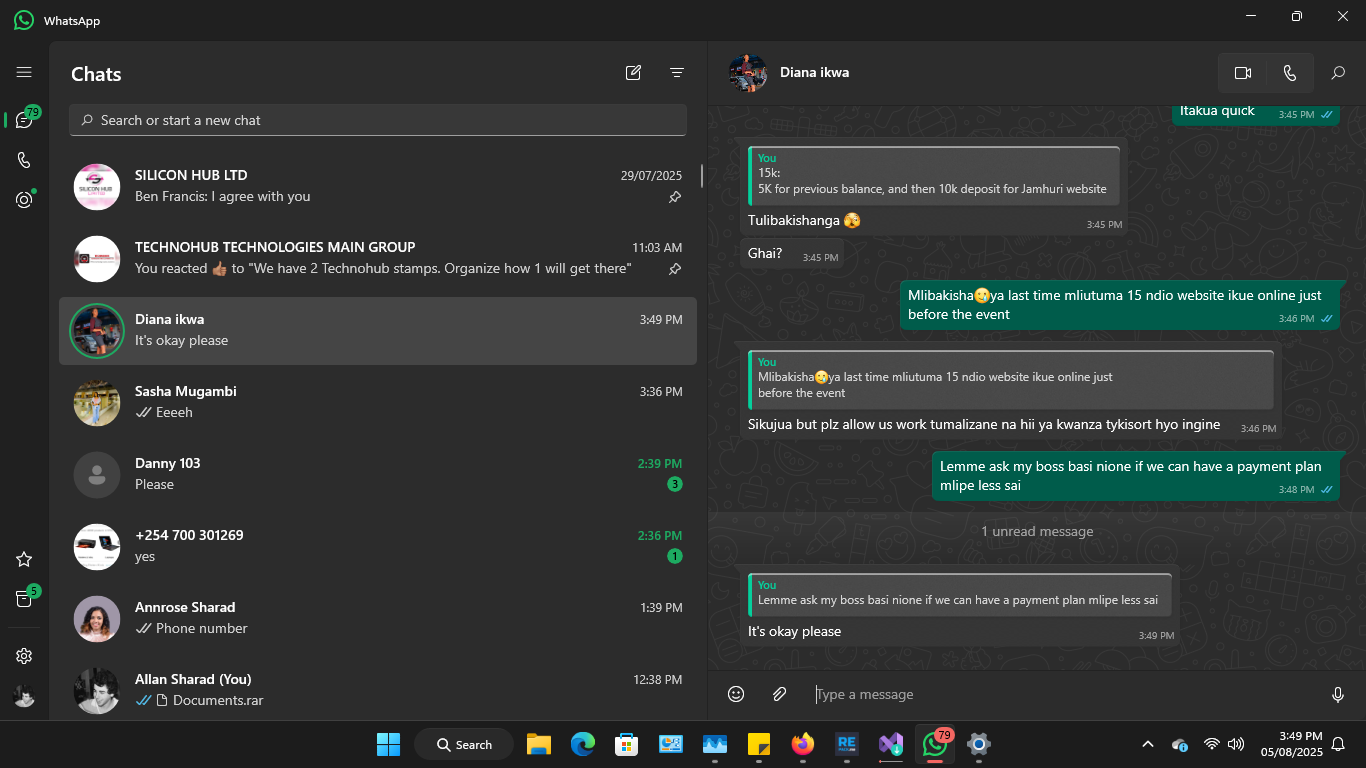 WhatsApp
79
5
Chats
Search or start a new chat
SILICON HUB LTD
29/07/2025
Ben Francis: I agree with you
TECHNOHUB TECHNOLOGIES MAIN GROUP
11:03 AM
You reacted 👍🏽 to "We have 2 Technohub stamps. Organize how 1 will get there"
Diana ikwa
3:49 PM
It's okay please
Sasha Mugambi
3:36 PM
Eeeeh
Danny 103
2:39 PM
Please
3
+254 700 301269
2:36 PM
yes
1
Annrose Sharad
1:39 PM
Phone number
Allan Sharad (You)
12:38 PM
Documents.rar
Diana ikwa
Itakua quick
3:45 PM
You
15k:
5K for previous balance, and then 10k deposit for Jamhuri website
Tulibakishanga 🫣
3:45 PM
Ghai?
3:45 PM
Mlibakisha🥲ya last time mliutuma 15 ndio website ikue online just
before the event
3:46 PM
You
Mlibakisha🥲ya last time mliutuma 15 ndio website ikue online just
before the event
Sikujua but plz allow us work tumalizane na hii ya kwanza tykisort hyo ingine
3:46 PM
Lemme ask my boss basi nione if we can have a payment plan
mlipe less sai
3:48 PM
1 unread message
You
Lemme ask my boss basi nione if we can have a payment plan mlipe less sai
It's okay please
3:49 PM
Type a message
Search
RE
79
3:49 PM
05/08/2025